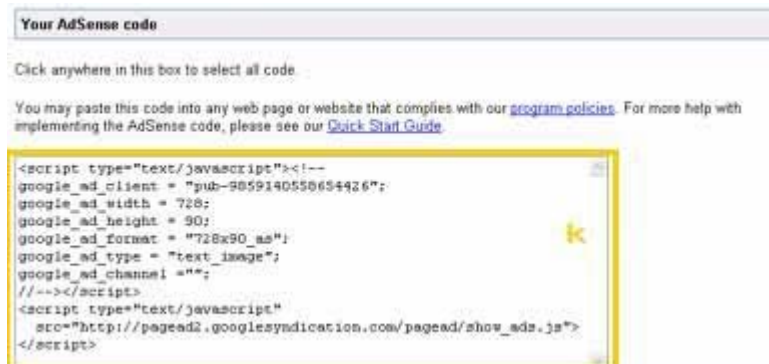 Your AdSense code
Click anywhere in this box to select all code.
You may paste this code into any web page or website that complies with our program policies. For more help with
implementing the AdSense code, please see our Quick Start Guide.
<script type="text/javascript"><!--
google_ad_client = "pub-9859140558654426";
google_ad_width = 728;
google_ad_height = 90;
google_ad_format = "728x90_as";
google_ad_type = "text_image";
google_ad_channel ="";
//--></script>
<script type="text/javascript"
src="http://pagead2.googlesyndication.com/pagead/show_ads.js">
</script>
k